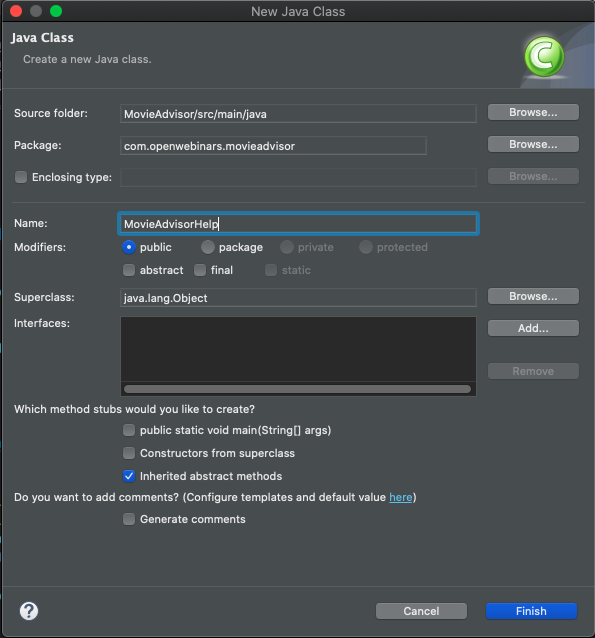 New Java Class
Java Class
Create a new Java class.
C
Source folder: MovieAdvisor/src/main/java Browse...
Package: com.openwebinars.movieadvisor Browse...
Enclosing type: Browse...
Name: MovieAdvisorHelp
Modifiers: public package private protected
abstract final static
Superclass: java.lang.Object Browse...
Interfaces: Add...
Remove
Which method stubs would you like to create?
public static void main(String[] args)
Constructors from superclass
Inherited abstract methods
Do you want to add comments? (Configure templates and default value here)
Generate comments
? Cancel Finish